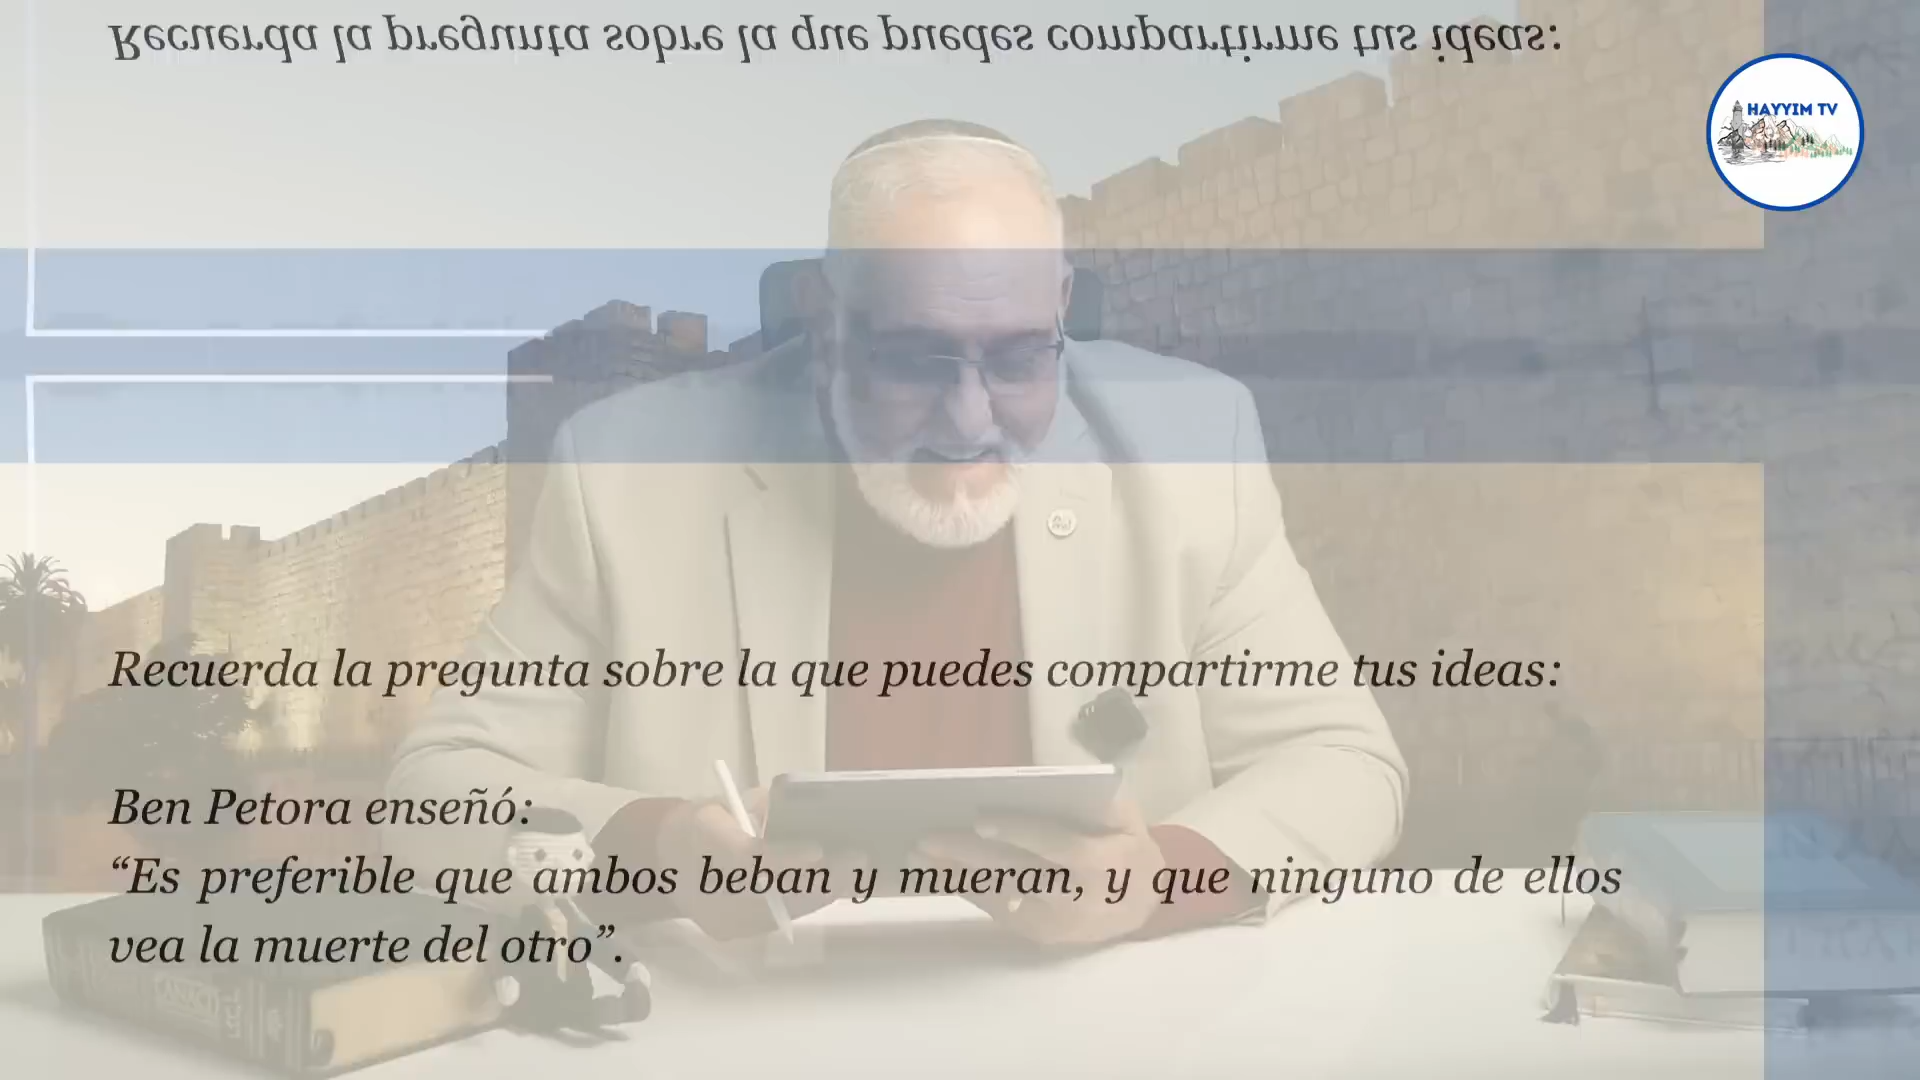 Recuerda la pregunta sobre la que puedes compartirme tus ideas:
HAYYIM TV
Recuerda la pregunta sobre la que puedes compartirme tus ideas:
Ben Petora enseñó:
“Es preferible que ambos beban y mueran, y que ninguno de ellos
vea la muerte del otro”.